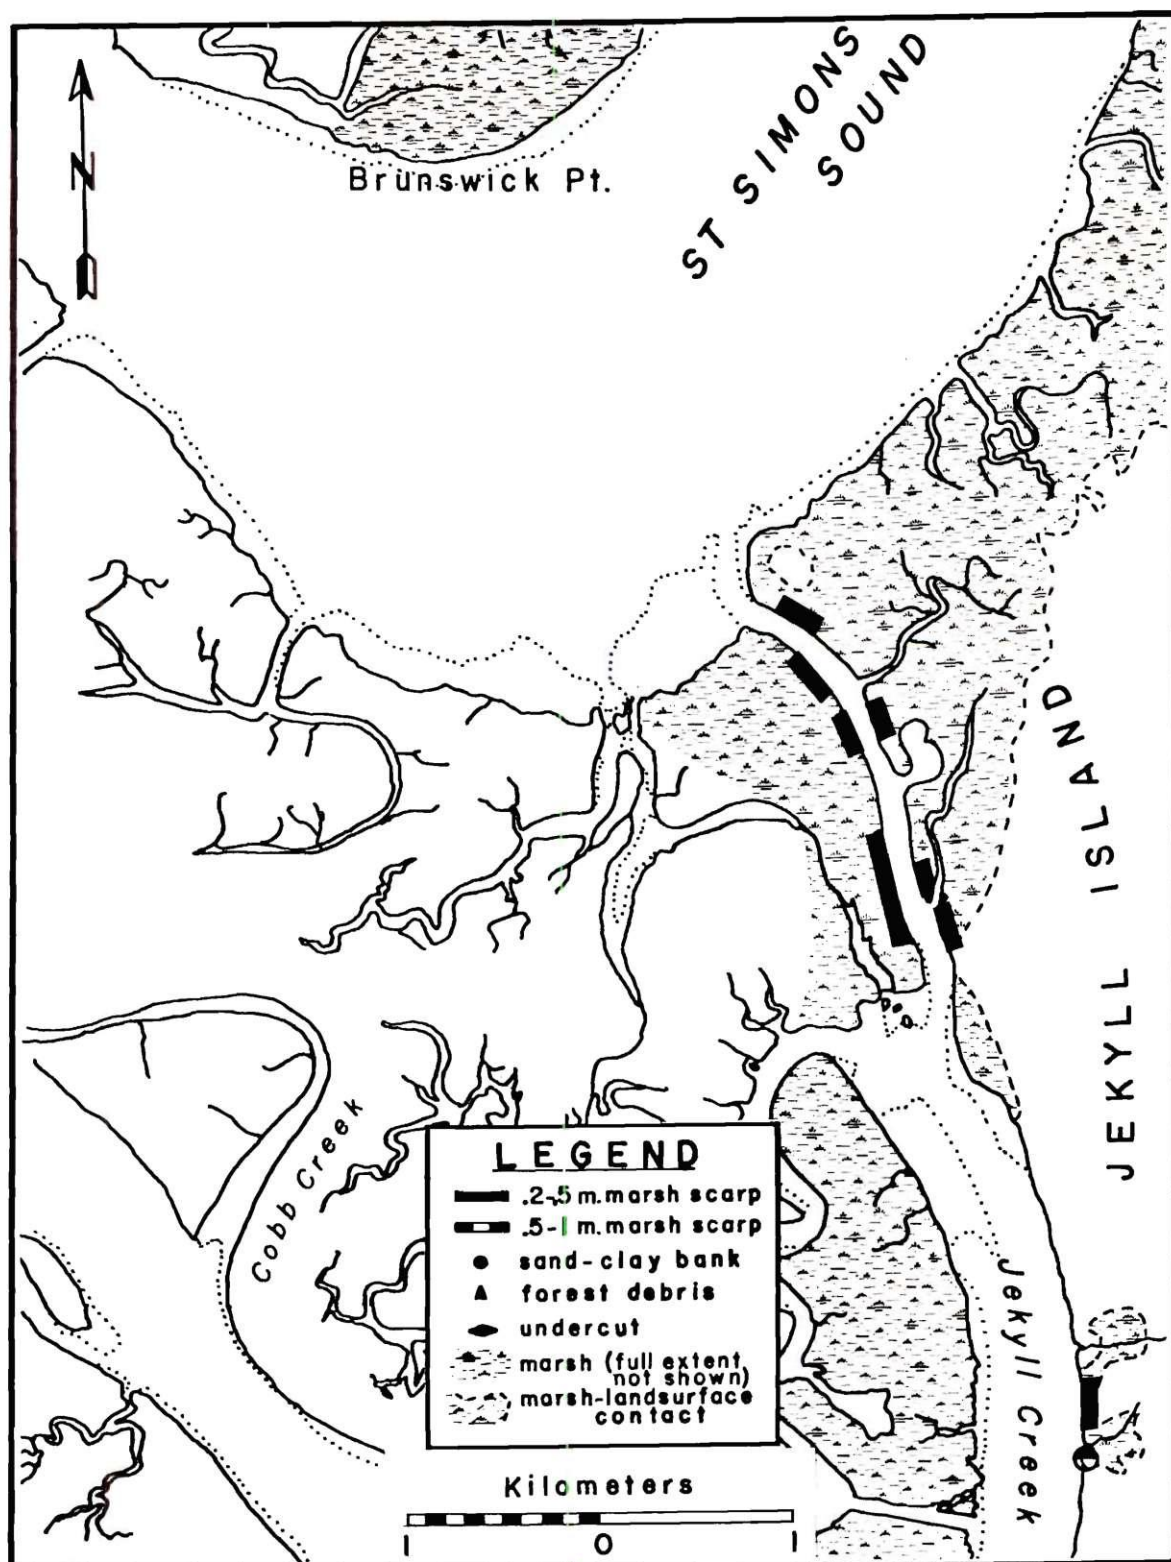 ST SIMONS
SOUND
Brunswick Pt.
N
JEKYLL ISLAND
Cobb Creek
Jekyll Creek
LEGEND
.2-.5 m. marsh scarp
.5-1 m. marsh scarp
sand-clay bank
forest debris
undercut
marsh (full extent
not shown)
marsh-landsurface
contact
Kilometers
1 0 1